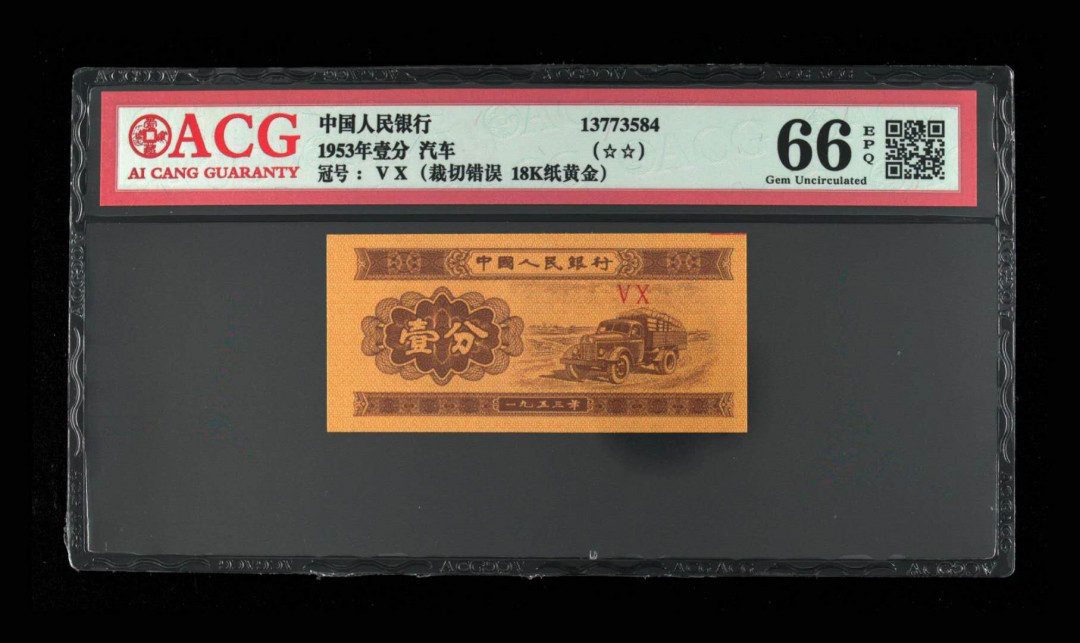 ACG
AI CANG GUARANTY
中国人民银行
1953年壹分 汽车
冠号：V X（裁切错误 18K纸黄金）
13773584
（☆☆）
66
EPQ
Gem Uncirculated
中國人民銀行
V X
壹分
一九五三年